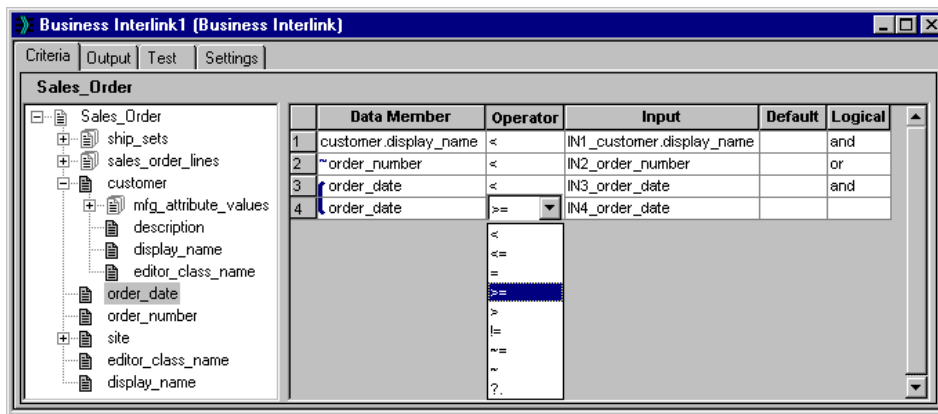 Business Interlink1 (Business Interlink)
Criteria Output Test Settings
Sales_Order
Sales_Order
ship_sets
sales_order_lines
customer
mfg_attribute_values
description
display_name
editor_class_name
order_date
order_number
site
editor_class_name
display_name
Data Member Operator Input Default Logical
1 customer.display_name < IN1_customer.display_name and
2 ~order_number < IN2_order_number or
3 order_date < IN3_order_date and
4 order_date >= IN4_order_date
<
<=
=
>=
>
!=
~=
~
?.